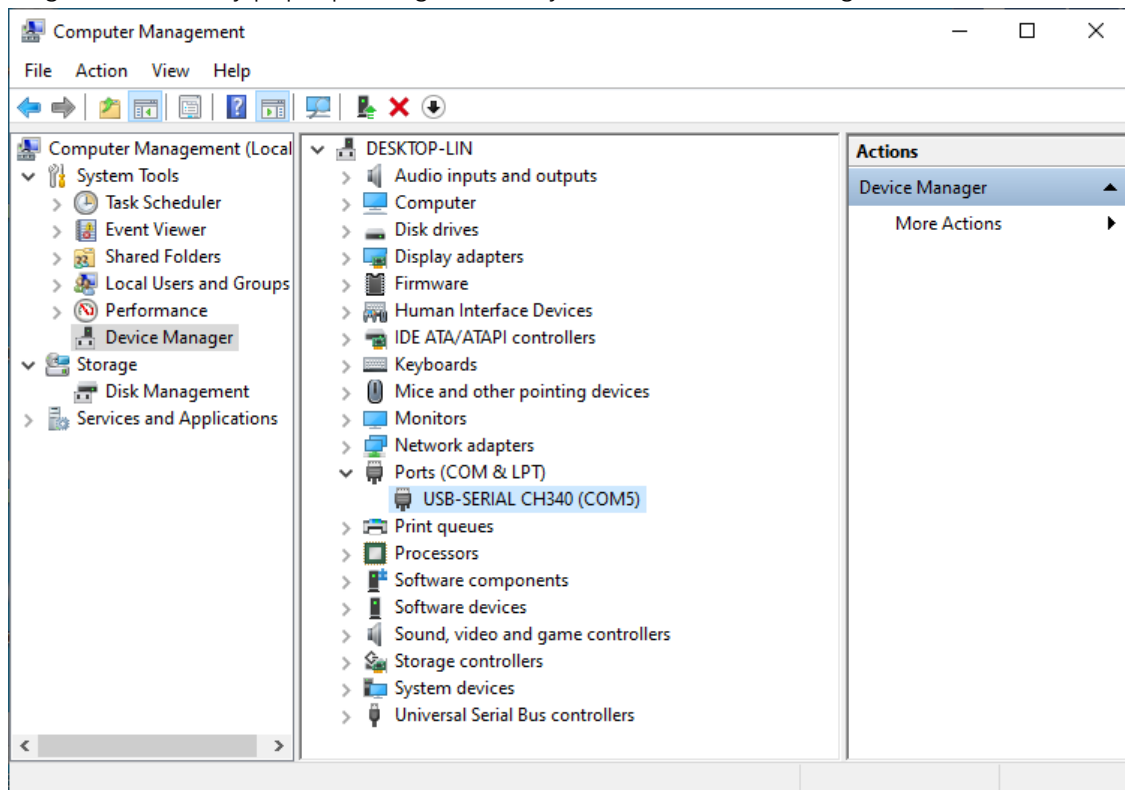 Computer Management
File Action View Help
Computer Management (Local
System Tools
Task Scheduler
Event Viewer
Shared Folders
Local Users and Groups
Performance
Device Manager
Storage
Disk Management
Services and Applications
DESKTOP-LIN
Audio inputs and outputs
Computer
Disk drives
Display adapters
Firmware
Human Interface Devices
IDE ATA/ATAPI controllers
Keyboards
Mice and other pointing devices
Monitors
Network adapters
Ports (COM & LPT)
USB-SERIAL CH340 (COM5)
Print queues
Processors
Software components
Software devices
Sound, video and game controllers
Storage controllers
System devices
Universal Serial Bus controllers
Actions
Device Manager
More Actions